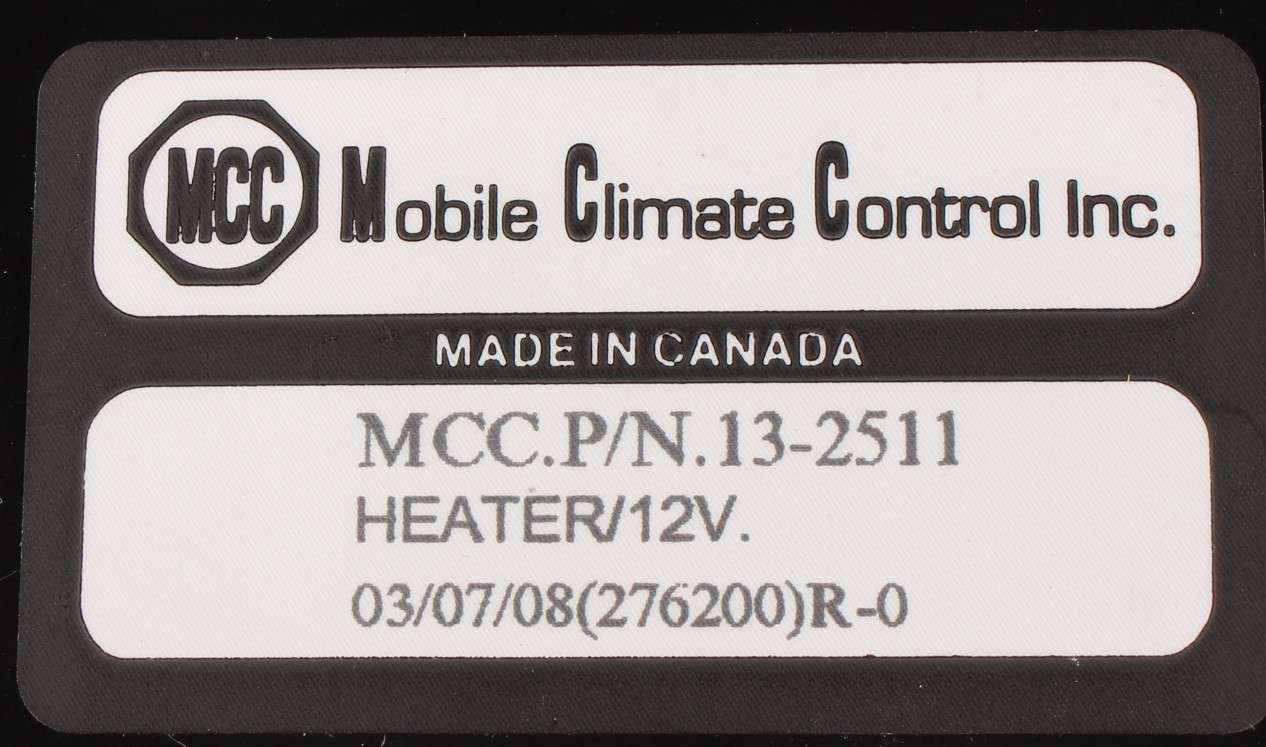 MCC Mobile Climate Control Inc.
MADE IN CANADA
MCC.P/N.13-2511
HEATER/12V.
03/07/08(276200)R-0